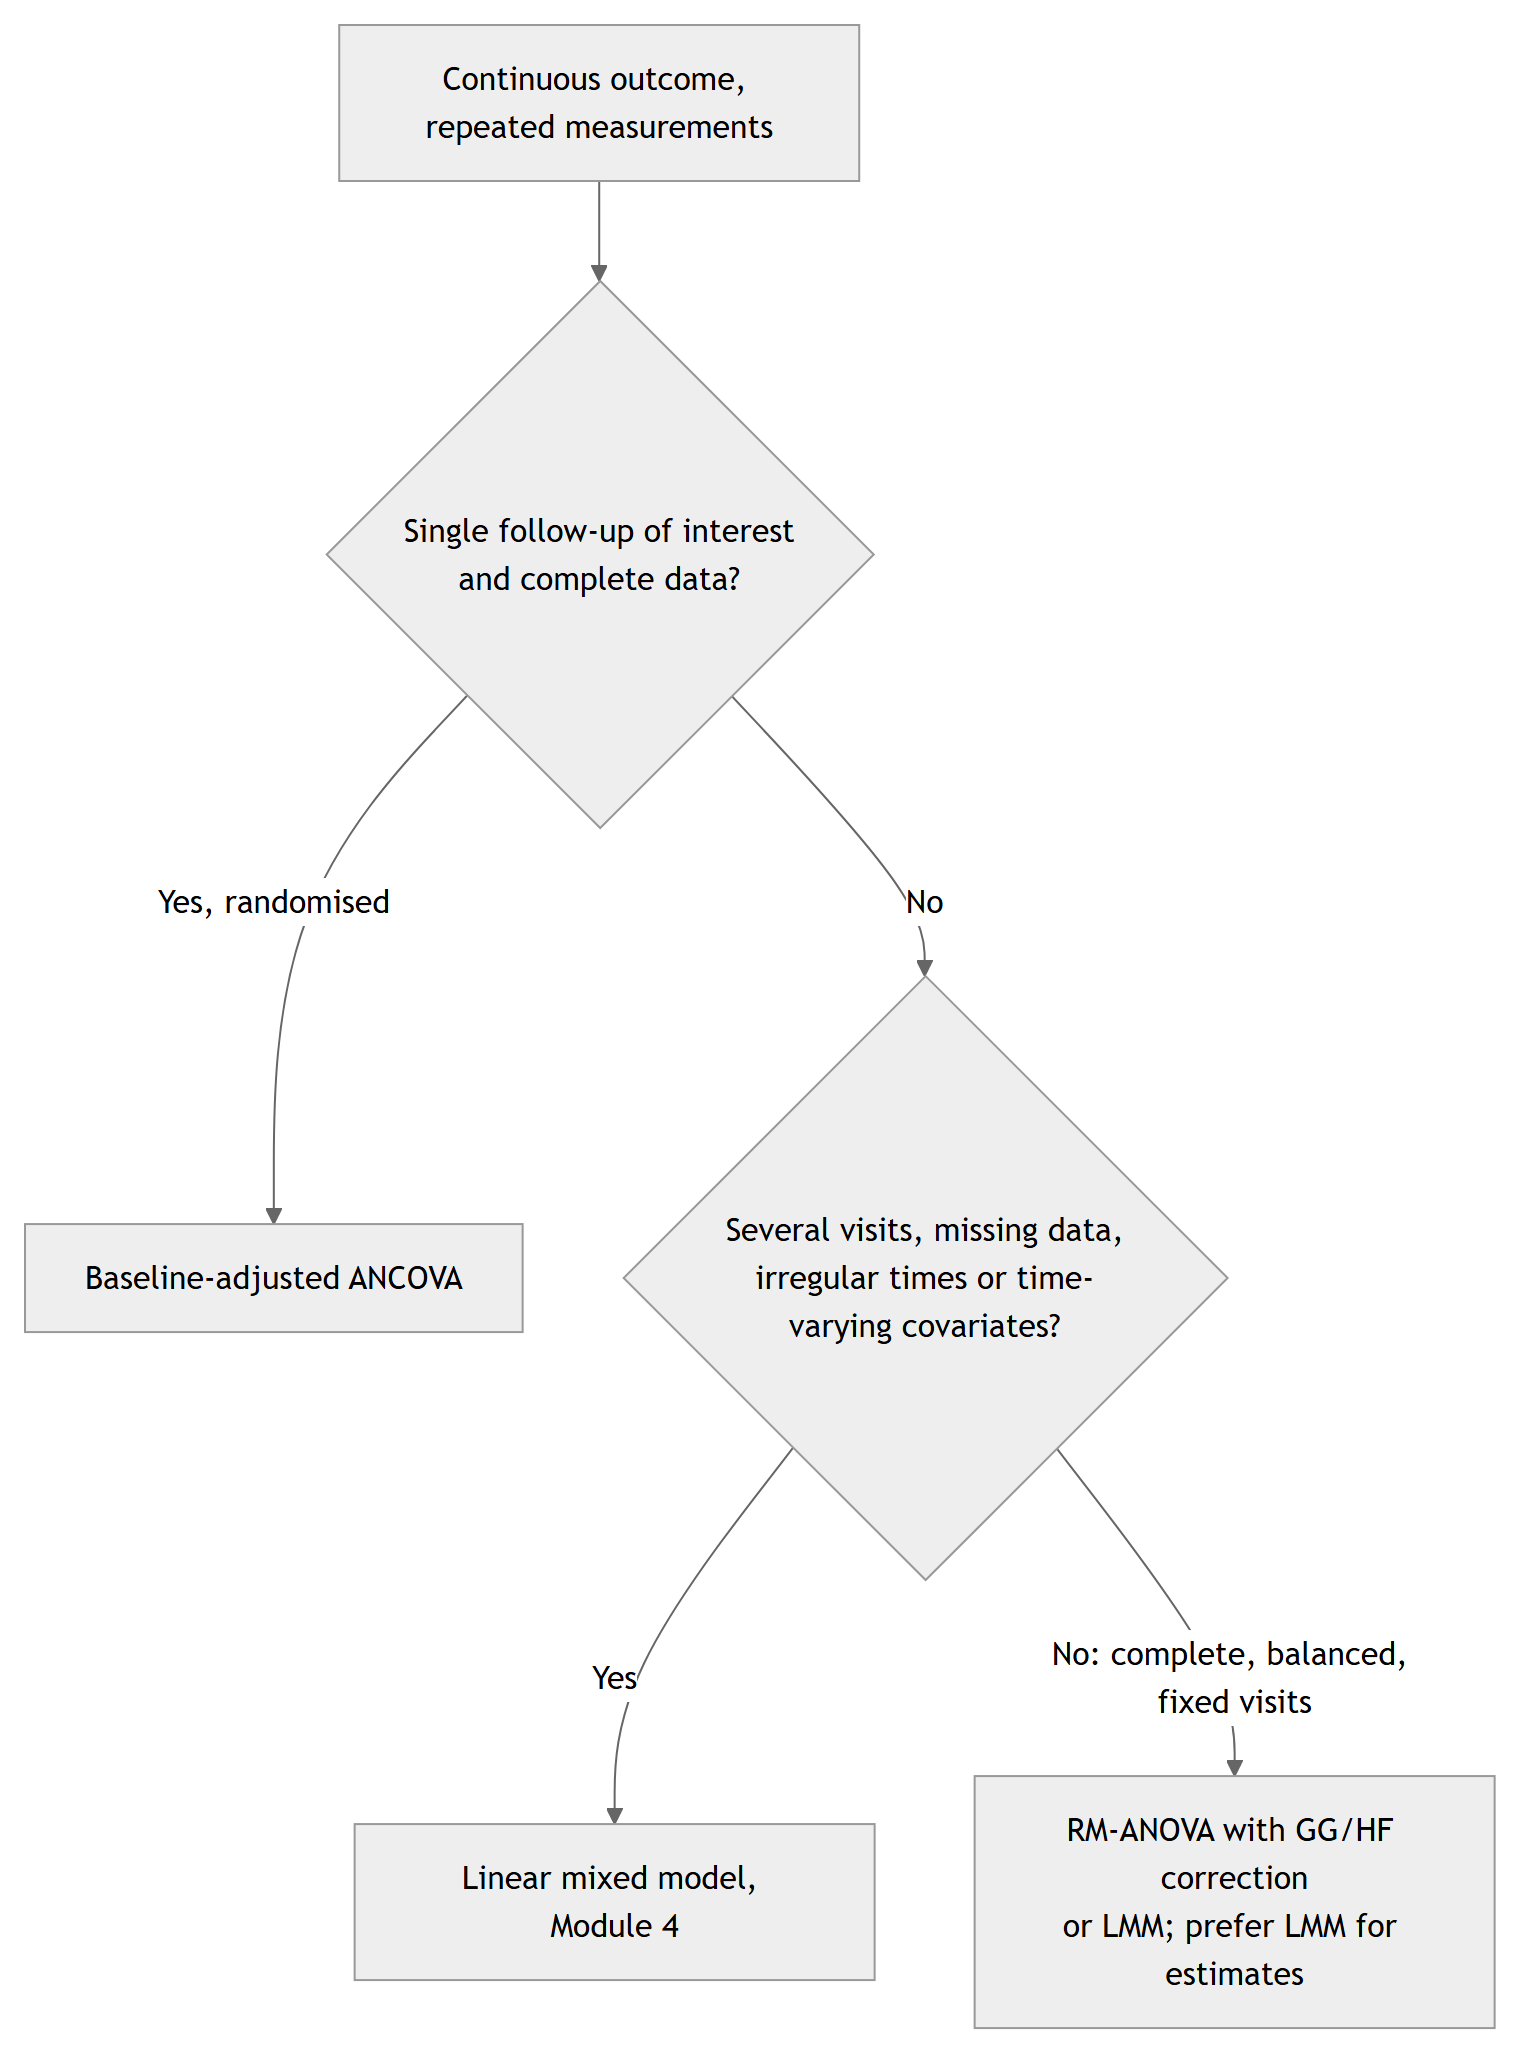 Continuous outcome,
repeated measurements
Single follow-up of interest
and complete data?
Yes, randomised
No
Baseline-adjusted ANCOVA
Several visits, missing data,
irregular times or time-
varying covariates?
Yes
No: complete, balanced,
fixed visits
Linear mixed model,
Module 4
RM-ANOVA with GG/HF
correction
or LMM; prefer LMM for
estimates